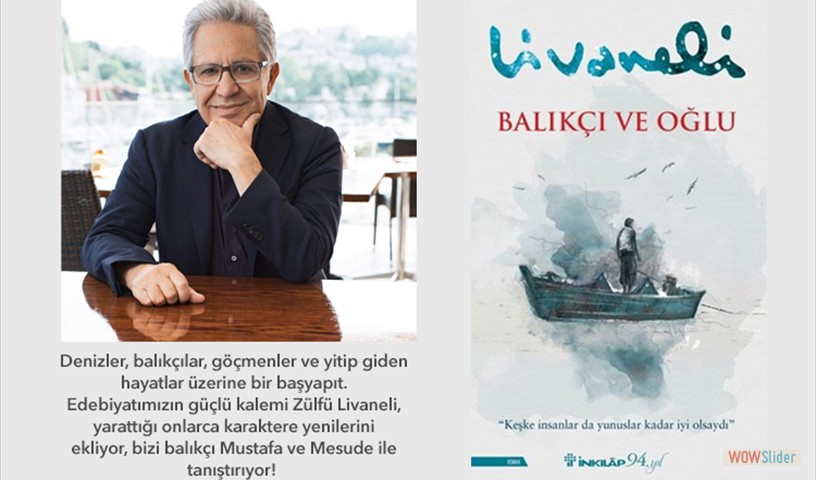 Denizler, balıkçılar, göçmenler ve yitip giden
hayatlar üzerine bir başyapıt.
Edebiyatımızın güçlü kalemi Zülfü Livaneli,
yarattığı onlarca karaktere yenilerini
ekliyor, bizi balıkçı Mustafa ve Mesude ile
tanıştırıyor!
Livaneli
BALIKÇI VE OĞLU
“Keşke insanlar da yunuslar kadar iyi olsaydı”
İNKILÂP 94.yıl
WOWSlider